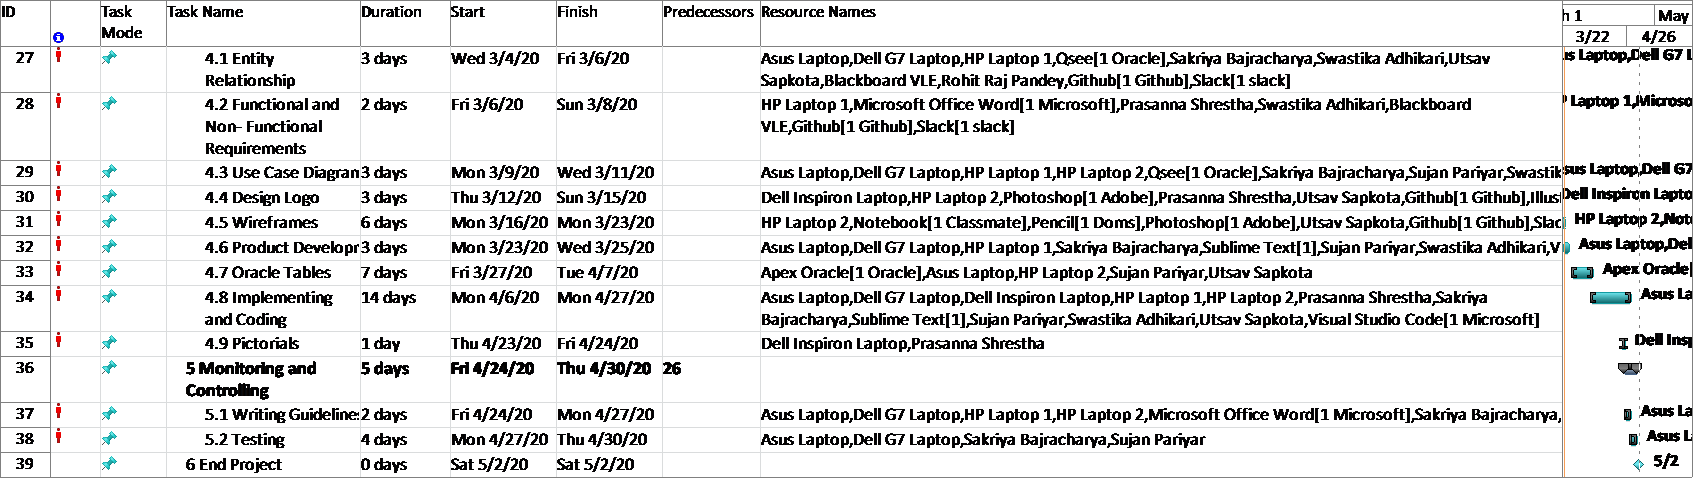 ID Task Mode Task Name Duration Start Finish Predecessors Resource Names h 1 May
3/22 4/26
27 4.1 Entity Relationship 3 days Wed 3/4/20 Fri 3/6/20 Asus Laptop,Dell G7 Laptop,HP Laptop 1,Qsee[1 Oracle],Sakriya Bajracharya,Swastika Adhikari,Utsav
Sapkota,Blackboard VLE,Rohit Raj Pandey,Github[1 Github],Slack[1 slack] us Laptop,Dell G7 L
28 4.2 Functional and Non- Functional Requirements 2 days Fri 3/6/20 Sun 3/8/20 HP Laptop 1,Microsoft Office Word[1 Microsoft],Prasanna Shrestha,Swastika Adhikari,Blackboard
VLE,Github[1 Github],Slack[1 slack] Laptop 1,Microso
29 4.3 Use Case Diagram 3 days Mon 3/9/20 Wed 3/11/20 Asus Laptop,Dell G7 Laptop,HP Laptop 1,HP Laptop 2,Qsee[1 Oracle],Sakriya Bajracharya,Sujan Pariyar,Swastik sus Laptop,Dell G7
30 4.4 Design Logo 3 days Thu 3/12/20 Sun 3/15/20 Dell Inspiron Laptop,HP Laptop 2,Photoshop[1 Adobe],Prasanna Shrestha,Utsav Sapkota,Github[1 Github],Illust Dell Inspiron Lapto
31 4.5 Wireframes 6 days Mon 3/16/20 Mon 3/23/20 HP Laptop 2,Notebook[1 Classmate],Pencil[1 Doms],Photoshop[1 Adobe],Utsav Sapkota,Github[1 Github],Slac HP Laptop 2,Not
32 4.6 Product Developr 3 days Mon 3/23/20 Wed 3/25/20 Asus Laptop,Dell G7 Laptop,HP Laptop 1,Sakriya Bajracharya,Sublime Text[1],Sujan Pariyar,Swastika Adhikari,V Asus Laptop,Del
33 4.7 Oracle Tables 7 days Fri 3/27/20 Tue 4/7/20 Apex Oracle[1 Oracle],Asus Laptop,HP Laptop 2,Sujan Pariyar,Utsav Sapkota Apex Oracle[
34 4.8 Implementing and Coding 14 days Mon 4/6/20 Mon 4/27/20 Asus Laptop,Dell G7 Laptop,Dell Inspiron Laptop,HP Laptop 1,HP Laptop 2,Prasanna Shrestha,Sakriya
Bajracharya,Sublime Text[1],Sujan Pariyar,Swastika Adhikari,Utsav Sapkota,Visual Studio Code[1 Microsoft] Asus La
35 4.9 Pictorials 1 day Thu 4/23/20 Fri 4/24/20 Dell Inspiron Laptop,Prasanna Shrestha Dell Insp
36 5 Monitoring and Controlling 5 days Fri 4/24/20 Thu 4/30/20 26
37 5.1 Writing Guideline: 2 days Fri 4/24/20 Mon 4/27/20 Asus Laptop,Dell G7 Laptop,HP Laptop 1,HP Laptop 2,Microsoft Office Word[1 Microsoft],Sakriya Bajracharya, Asus La
38 5.2 Testing 4 days Mon 4/27/20 Thu 4/30/20 Asus Laptop,Dell G7 Laptop,Sakriya Bajracharya,Sujan Pariyar Asus L
39 6 End Project 0 days Sat 5/2/20 Sat 5/2/20 5/2